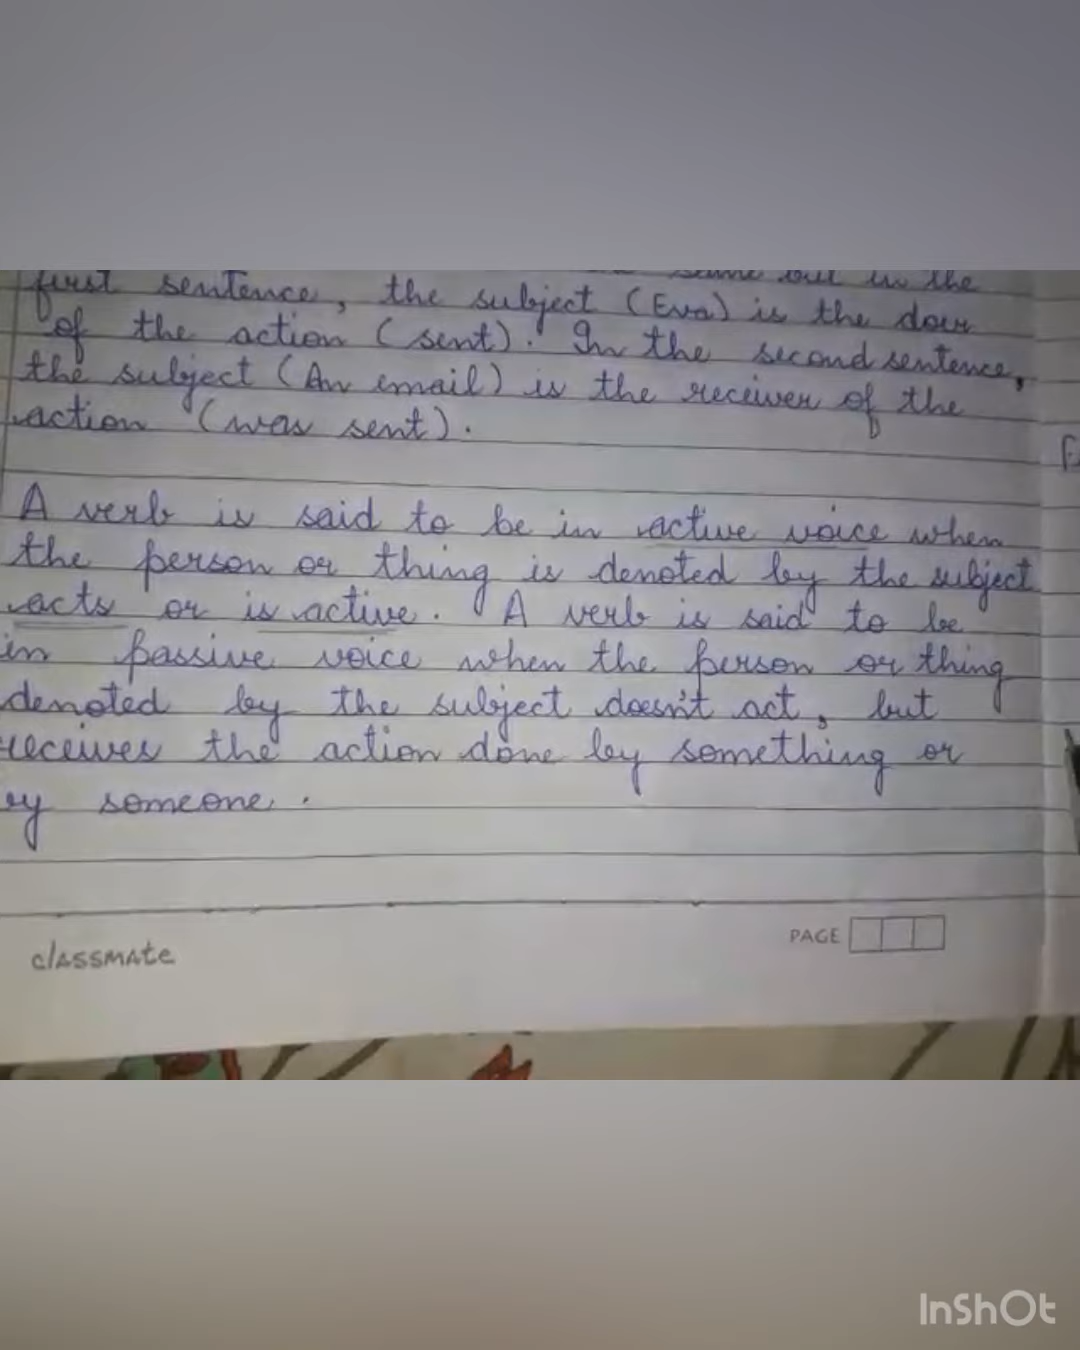 same but in the
first sentence, the subject (Eva) is the doer
of the action (sent). In the second sentence,
the subject (An email) is the receiver of the
action (was sent).
A verb is said to be in active voice when
the person or thing is denoted by the subject
acts or is active. A verb is said to be
in passive voice when the person or thing
denoted by the subject doesn't act, but
receives the action done by something or
by someone.
classmate
PAGE
InShOt